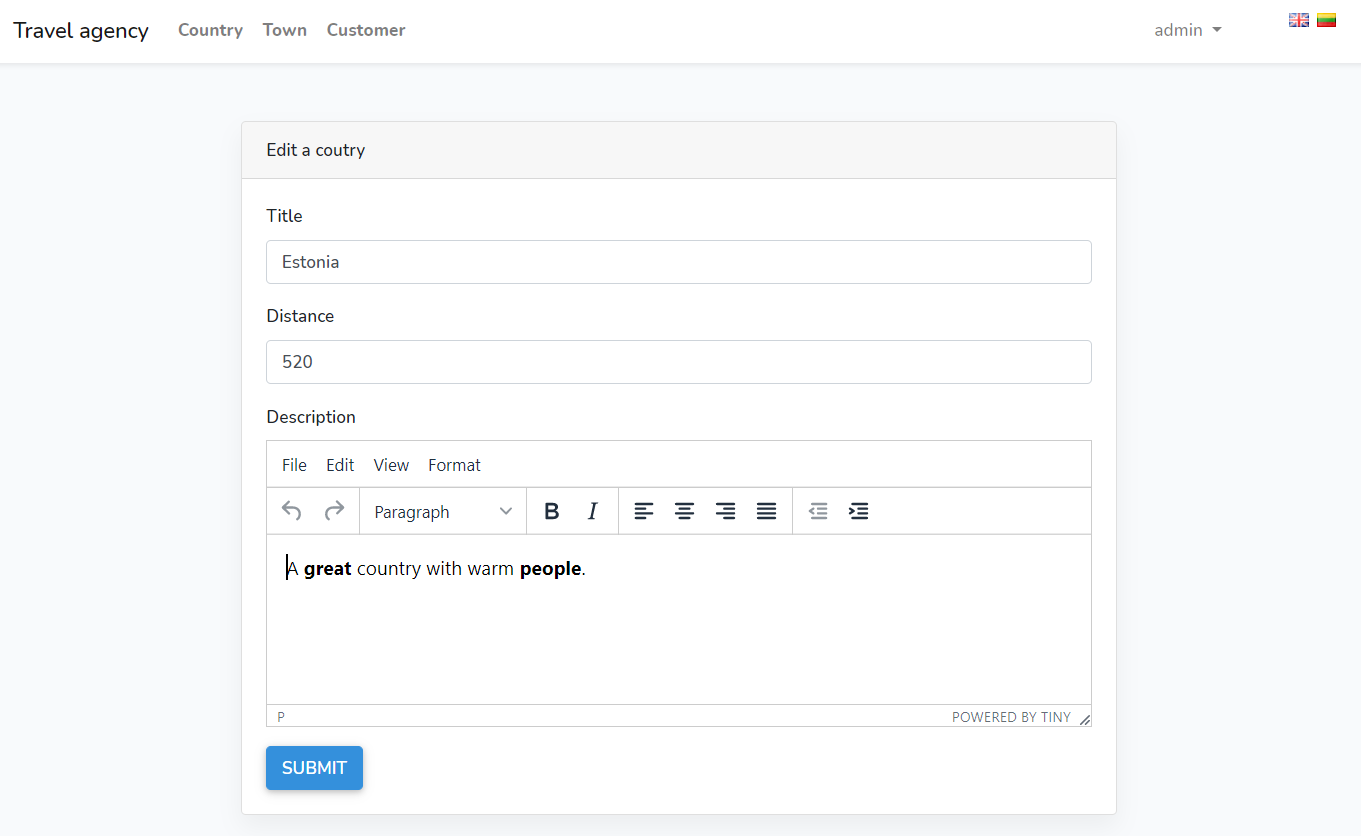 Travel agency Country Town Customer admin
Edit a coutry
Title
Estonia
Distance
520
Description
File Edit View Format
Paragraph B I
A great country with warm people.
P POWERED BY TINY
SUBMIT